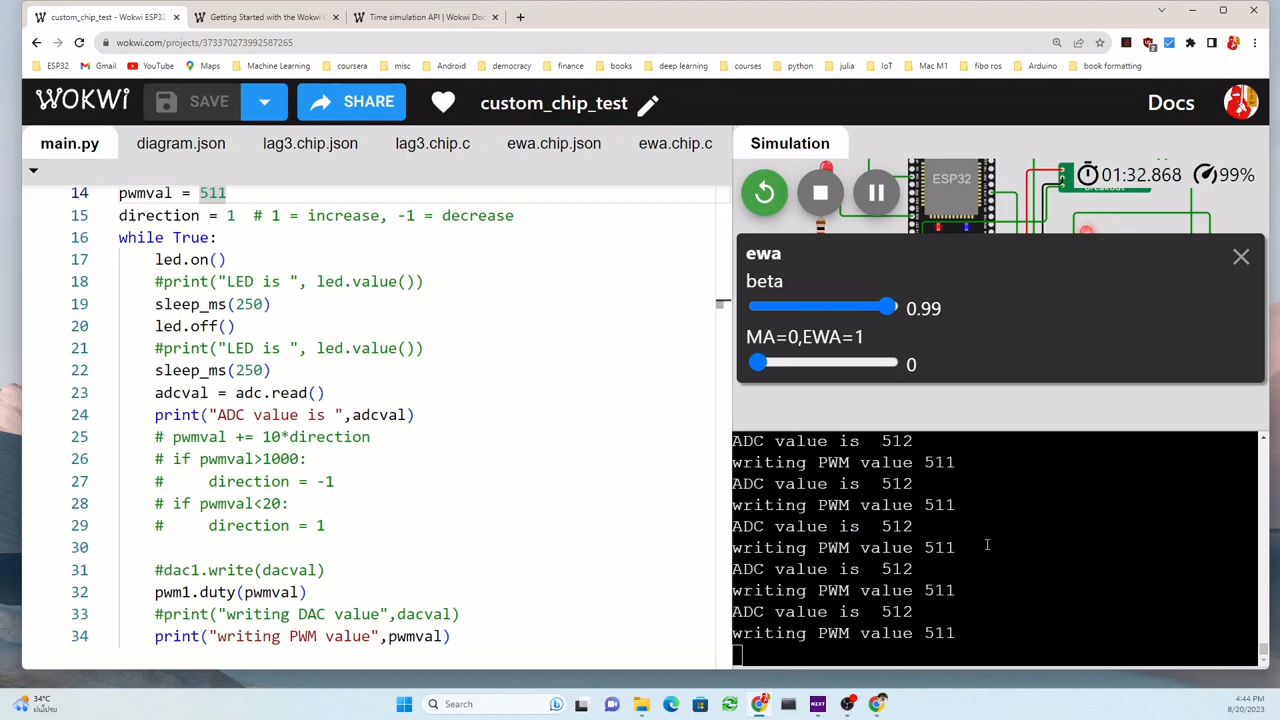 custom_chip_test - Wokwi ESP32
Getting Started with the Wokwi C
Time simulation API | Wokwi Doc
wokwi.com/projects/373370273992587265
ESP32 Gmail YouTube Maps Machine Learning coursera misc Android democracy finance books deep learning courses python julia IoT Mac M1 fibo ros Arduino book formatting
WOKWI SAVE SHARE custom_chip_test Docs
main.py diagram.json lag3.chip.json lag3.chip.c ewa.chip.json ewa.chip.c
14 pwmval = 511
15 direction = 1 # 1 = increase, -1 = decrease
16 while True:
17 led.on()
18 #print("LED is ", led.value())
19 sleep_ms(250)
20 led.off()
21 #print("LED is ", led.value())
22 sleep_ms(250)
23 adcval = adc.read()
24 print("ADC value is ",adcval)
25 # pwmval += 10*direction
26 # if pwmval>1000:
27 # direction = -1
28 # if pwmval<20:
29 # direction = 1
30
31 #dac1.write(dacval)
32 pwm1.duty(pwmval)
33 #print("writing DAC value",dacval)
34 print("writing PWM value",pwmval)
Simulation
ESP32
01:32.868 99%
ewa
beta
0.99
MA=0,EWA=1
0
ADC value is 512
writing PWM value 511
ADC value is 512
writing PWM value 511
ADC value is 512
writing PWM value 511
ADC value is 512
writing PWM value 511
ADC value is 512
writing PWM value 511
34°C
Search
NXT
4:44 PM
8/20/2023